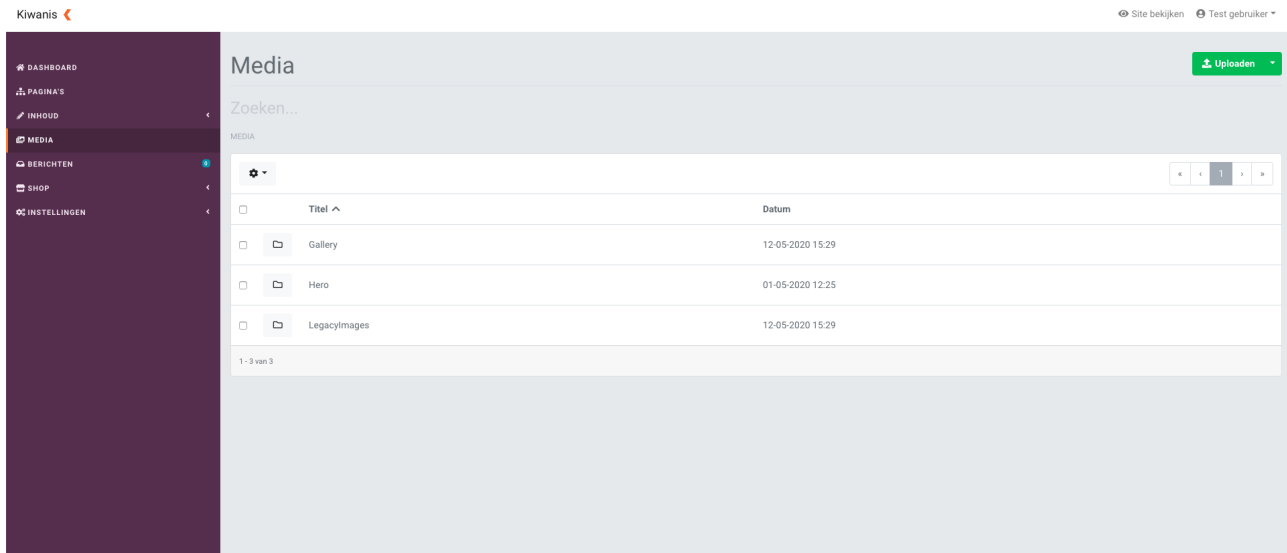 Kiwanis
Site bekijken Test gebruiker
DASHBOARD
PAGINA'S
INHOUD
MEDIA
BERICHTEN 0
SHOP
INSTELLINGEN
Media
Uploaden
Zoeken...
MEDIA
« ‹ 1 › »
Titel Datum
Gallery 12-05-2020 15:29
Hero 01-05-2020 12:25
LegacyImages 12-05-2020 15:29
1 - 3 van 3